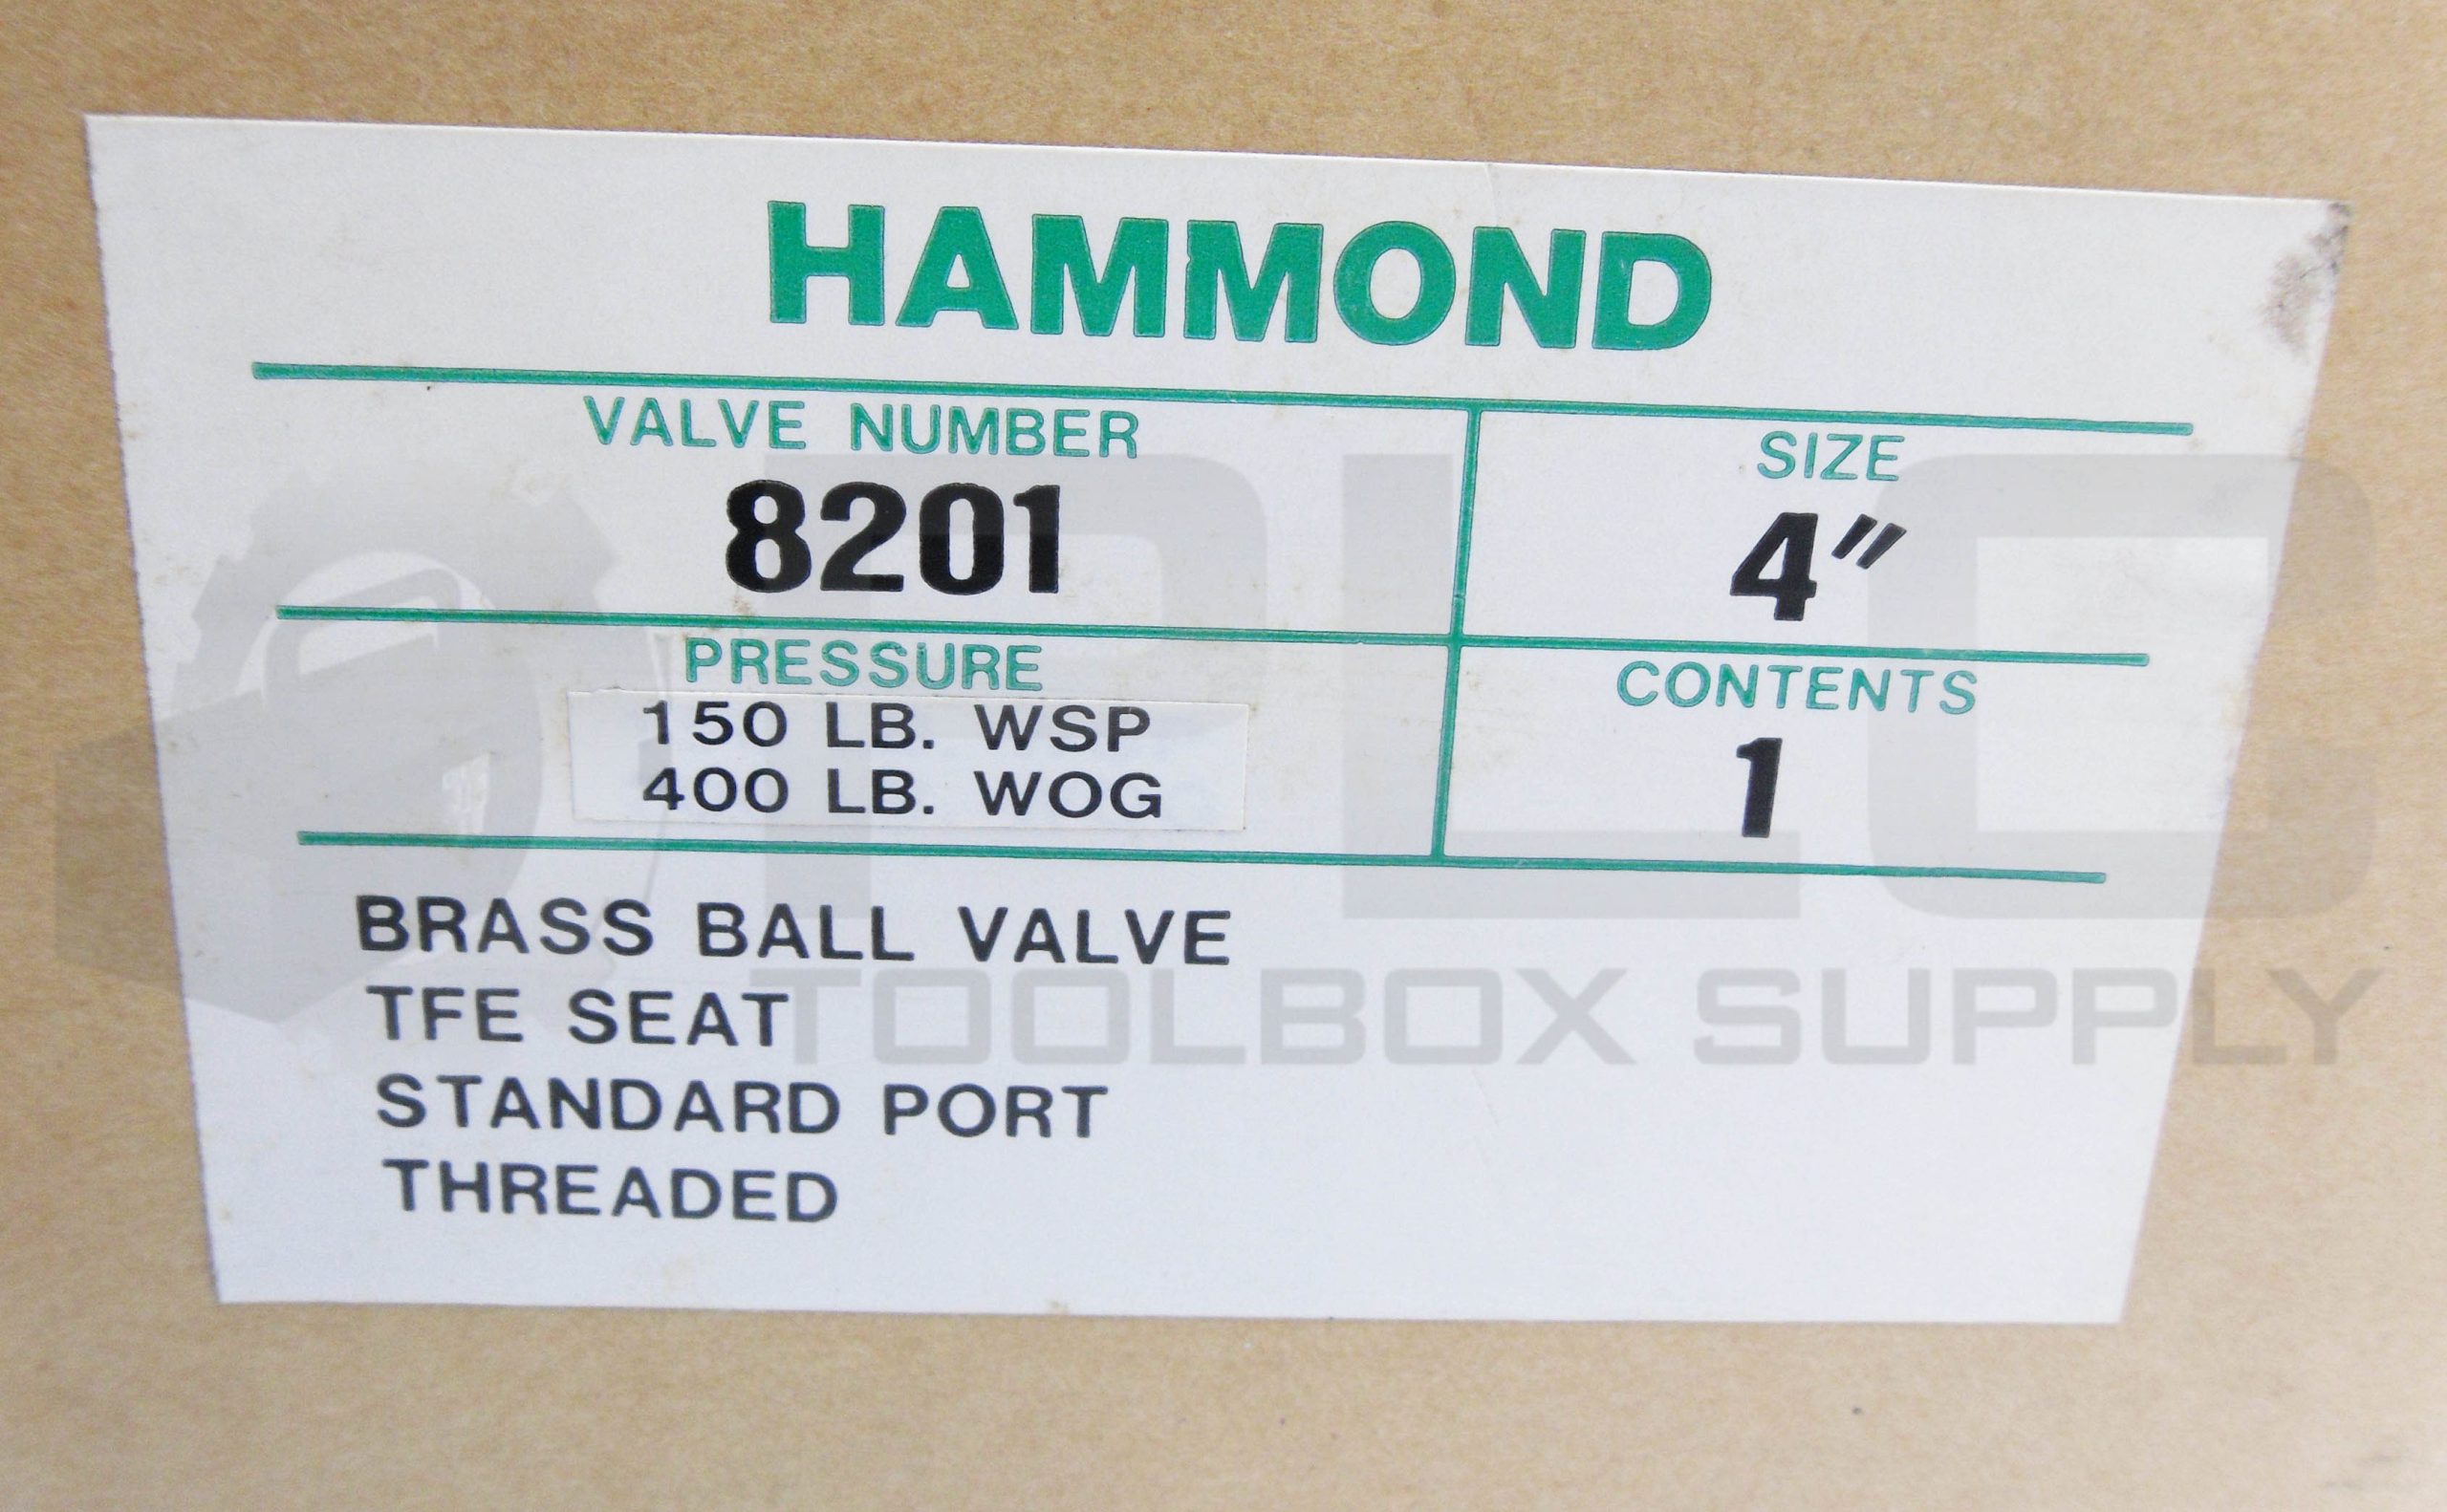 HAMMOND
VALVE NUMBER
8201
SIZE
4"
PRESSURE
150 LB. WSP
400 LB. WOG
CONTENTS
1
BRASS BALL VALVE
TFE SEAT
STANDARD PORT
THREADED
PLC
TOOLBOX SUPPLY